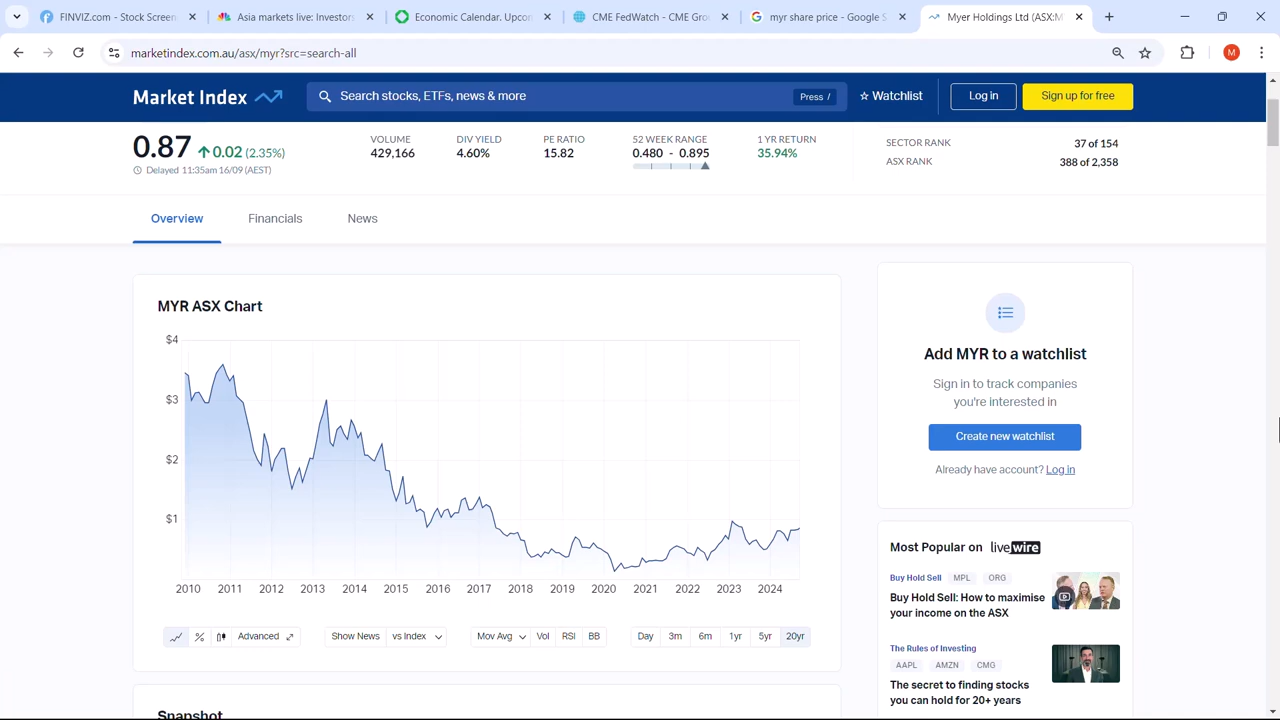 FINVIZ.com - Stock Screen
Asia markets live: Investors
Economic Calendar. Upcor
CME FedWatch - CME Gro
myr share price - Google S
Myer Holdings Ltd (ASX:M
marketindex.com.au/asx/myr?src=search-all
M
Market Index
Search stocks, ETFs, news & more
Press /
Watchlist
Log in
Sign up for free
0.87 0.02 (2.35%)
Delayed 11:35am 16/09 (AEST)
VOLUME
429,166
DIV YIELD
4.60%
PE RATIO
15.82
52 WEEK RANGE
0.480 - 0.895
1 YR RETURN
35.94%
SECTOR RANK 37 of 154
ASX RANK 388 of 2,358
Overview Financials News
MYR ASX Chart
$4
$3
$2
$1
2010 2011 2012 2013 2014 2015 2016 2017 2018 2019 2020 2021 2022 2023 2024
% Advanced Show News vs Index Mov Avg Vol RSI BB Day 3m 6m 1yr 5yr 20yr
Snapshot
Add MYR to a watchlist
Sign in to track companies
you're interested in
Create new watchlist
Already have account? Log in
Most Popular on livewire
Buy Hold Sell MPL ORG
Buy Hold Sell: How to maximise
your income on the ASX
The Rules of Investing
AAPL AMZN CMG
The secret to finding stocks
you can hold for 20+ years